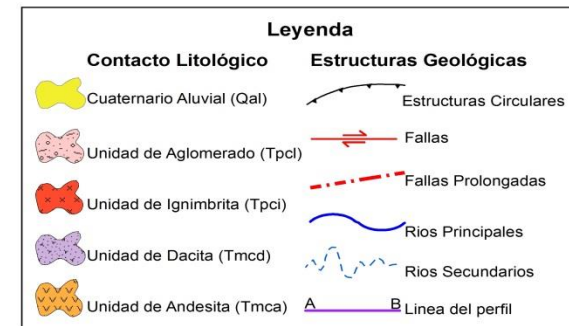 Leyenda
Contacto Litológico
Cuaternario Aluvial (Qal)
Unidad de Aglomerado (Tpcl)
Unidad de Ignimbrita (Tpci)
Unidad de Dacita (Tmcd)
Unidad de Andesita (Tmca)
Estructuras Geológicas
Estructuras Circulares
Fallas
Fallas Prolongadas
Rios Principales
Rios Secundarios
A B Linea del perfil